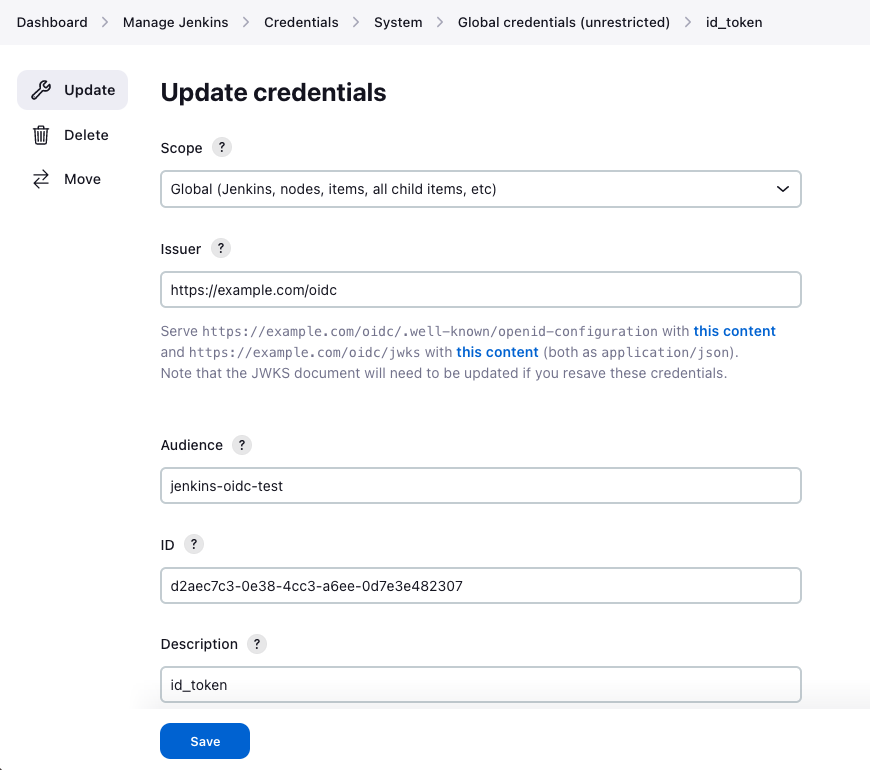 Dashboard > Manage Jenkins > Credentials > System > Global credentials (unrestricted) > id_token
Update
Delete
Move
Update credentials
Scope ?
Global (Jenkins, nodes, items, all child items, etc)
Issuer ?
https://example.com/oidc
Serve https://example.com/oidc/.well-known/openid-configuration with this content
and https://example.com/oidc/jwks with this content (both as application/json).
Note that the JWKS document will need to be updated if you resave these credentials.
Audience ?
jenkins-oidc-test
ID ?
d2aec7c3-0e38-4cc3-a6ee-0d7e3e482307
Description ?
id_token
Save